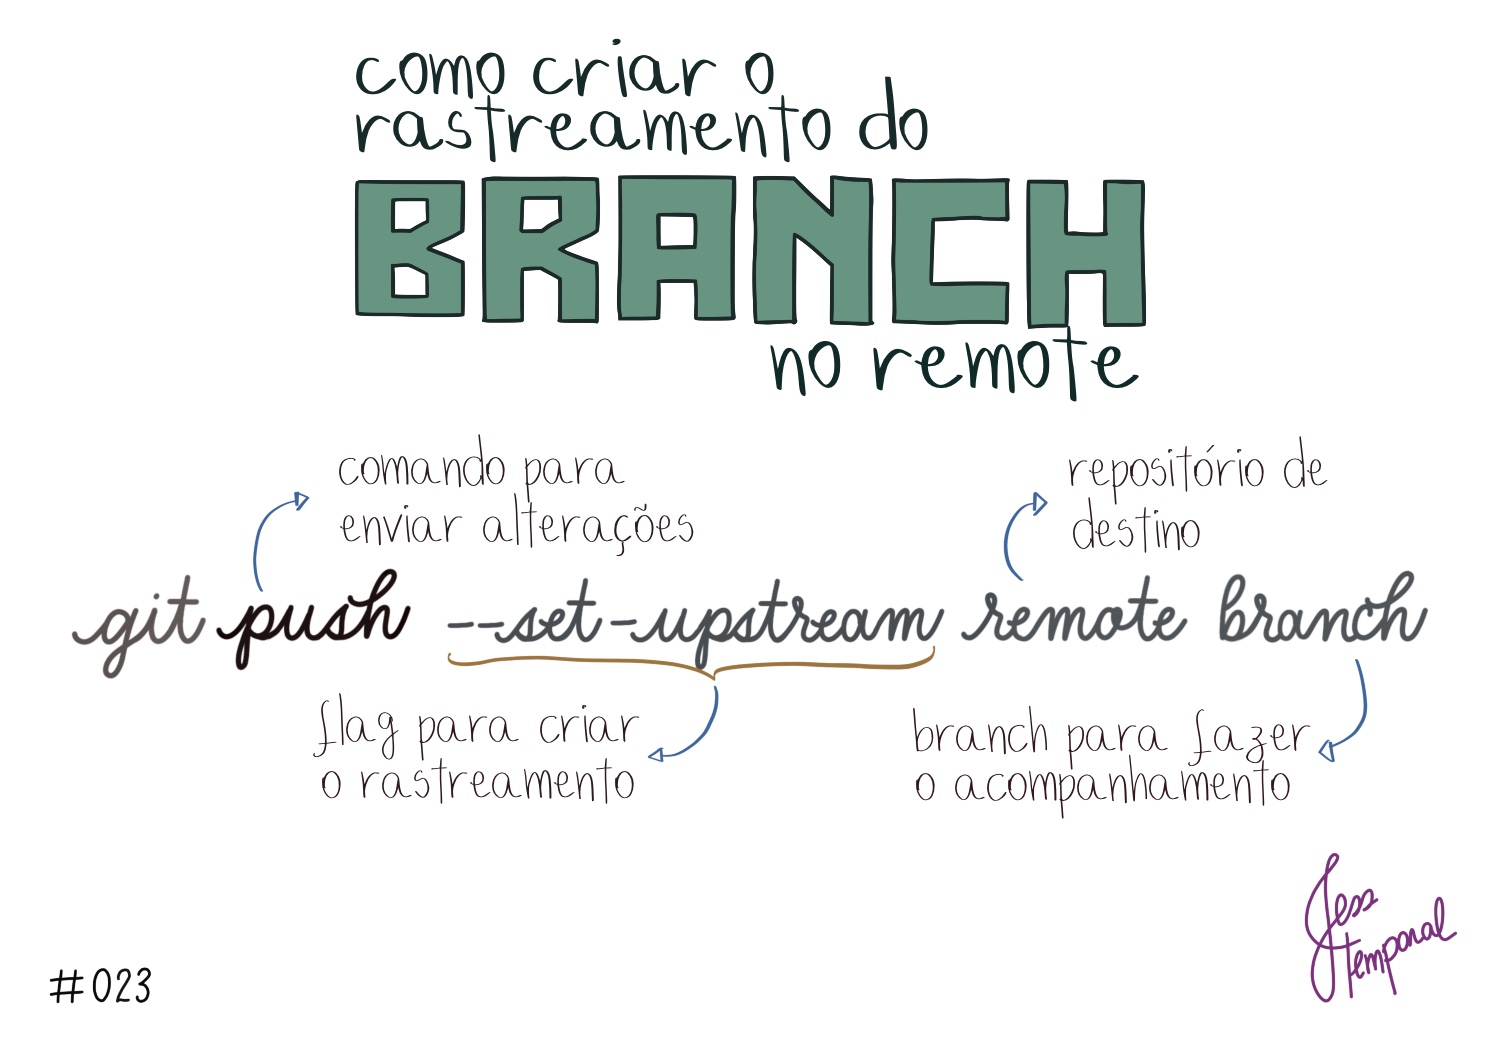 como criar o
rastreamento do
BRANCH
no remote
comando para
enviar alterações
repositório de
destino
git push --set-upstream remote branch
flag para criar
o rastreamento
branch para fazer
o acompanhamento
Jess
temporal
#023